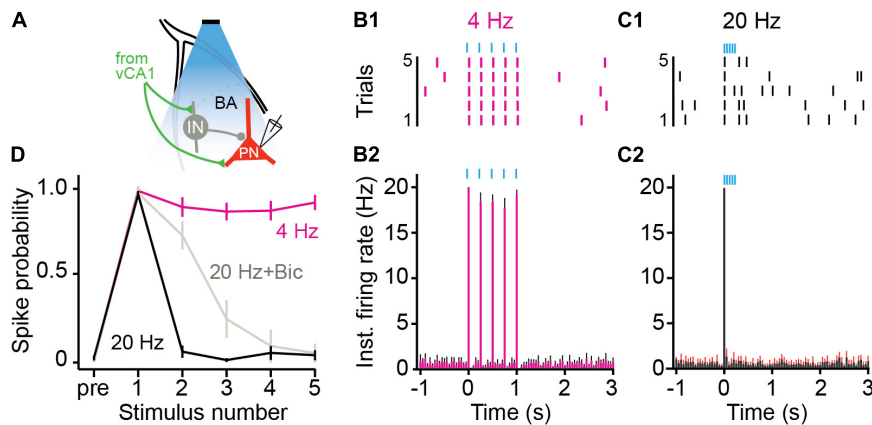 A
from
vCA1
BA
IN
PN
B1
4 Hz
Trials
5
1
C1
20 Hz
5
1
D
Spike probability
1.0
0.5
0
4 Hz
20 Hz+Bic
20 Hz
pre 1 2 3 4 5
Stimulus number
B2
Inst. firing rate (Hz)
20
15
10
5
0
-1 0 1 2 3
Time (s)
C2
20
15
10
5
0
-1 0 1 2 3
Time (s)